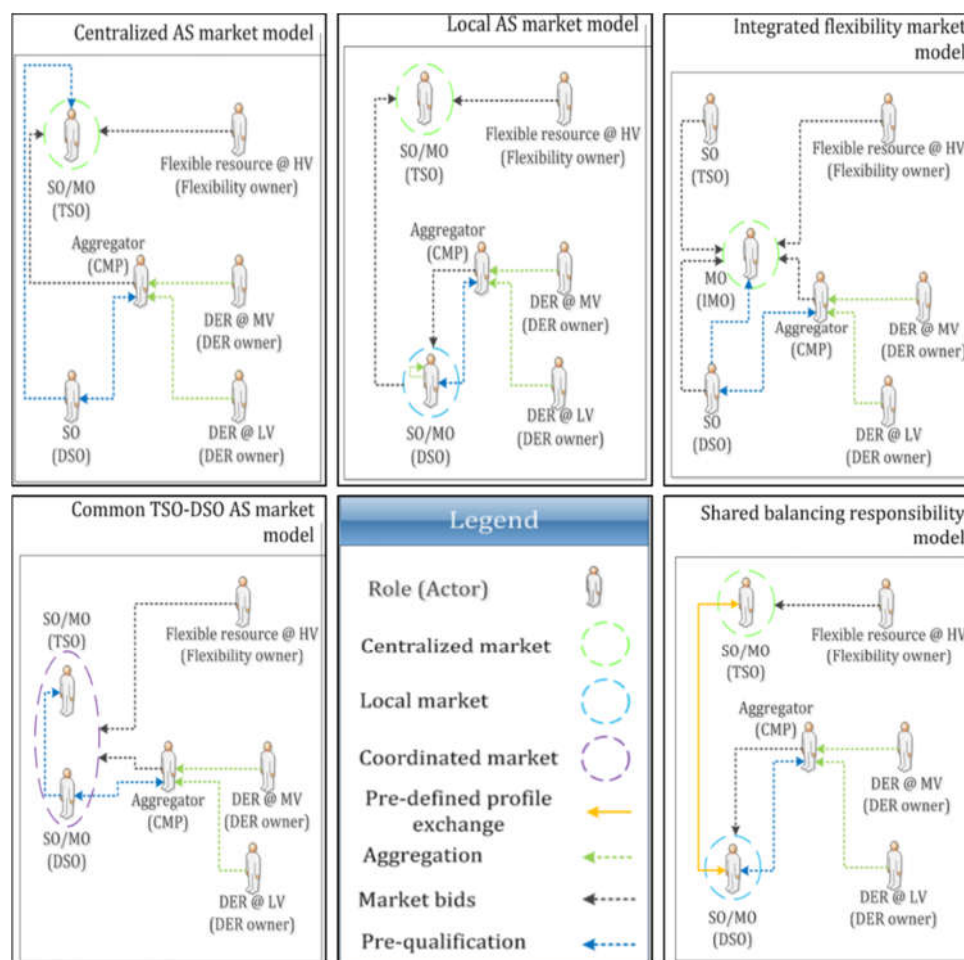 Centralized AS market model
SO/MO
(TSO)
Flexible resource @ HV
(Flexibility owner)
Aggregator
(CMP)
DER @ MV
(DER owner)
SO
(DSO)
DER @ LV
(DER owner)
Local AS market model
SO/MO
(TSO)
Flexible resource @ HV
(Flexibility owner)
Aggregator
(CMP)
DER @ MV
(DER owner)
SO/MO
(DSO)
DER @ LV
(DER owner)
Integrated flexibility market
model
SO
(TSO)
Flexible resource @ HV
(Flexibility owner)
MO
(IMO)
Aggregator
(CMP)
DER @ MV
(DER owner)
SO
(DSO)
DER @ LV
(DER owner)
Common TSO-DSO AS market
model
SO/MO
(TSO)
Flexible resource @ HV
(Flexibility owner)
Aggregator
(CMP)
DER @ MV
(DER owner)
SO/MO
(DSO)
DER @ LV
(DER owner)
Legend
Role (Actor)
Centralized market
Local market
Coordinated market
Pre-defined profile
exchange
Aggregation
Market bids
Pre-qualification
Shared balancing responsibility
model
SO/MO
(TSO)
Flexible resource @ HV
(Flexibility owner)
Aggregator
(CMP)
DER @ MV
(DER owner)
SO/MO
(DSO)
DER @ LV
(DER owner)